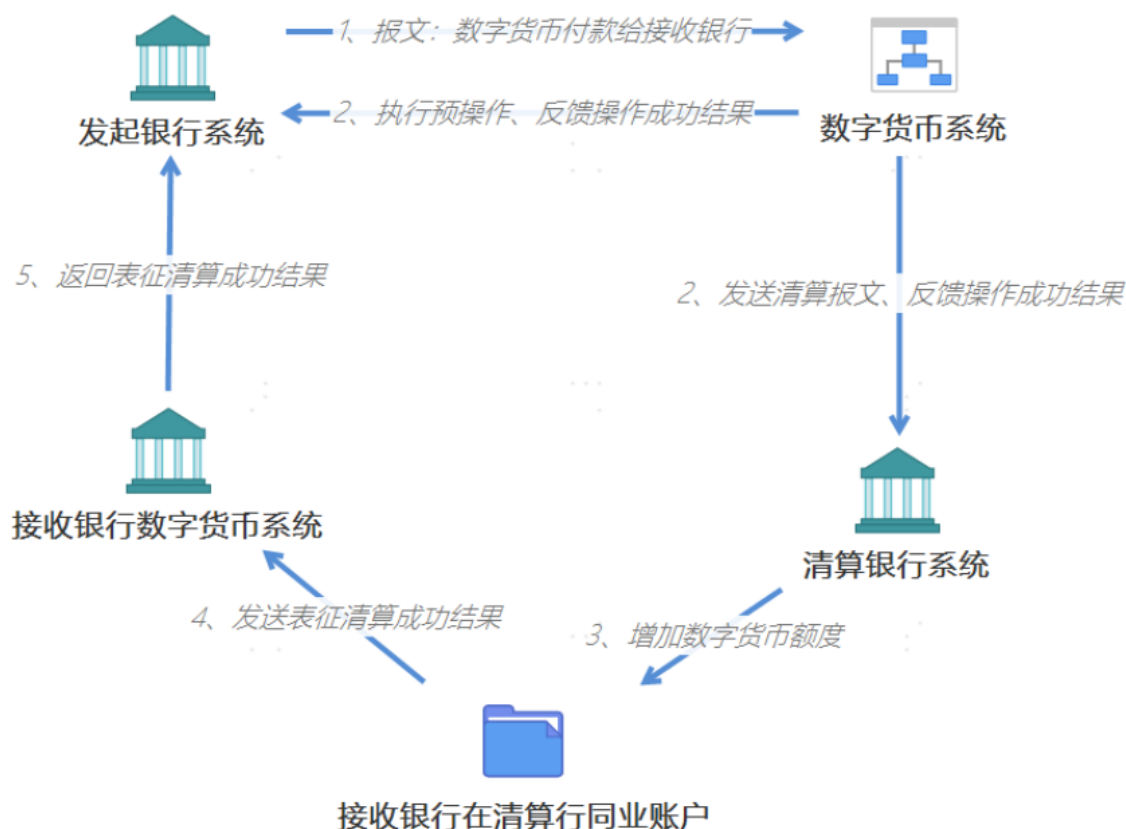 1、报文：数字货币付款给接收银行
2、执行预操作、反馈操作成功结果
发起银行系统
数字货币系统
5、返回表征清算成功结果
2、发送清算报文、反馈操作成功结果
接收银行数字货币系统
清算银行系统
4、发送表征清算成功结果
3、增加数字货币额度
接收银行在清算行同业账户